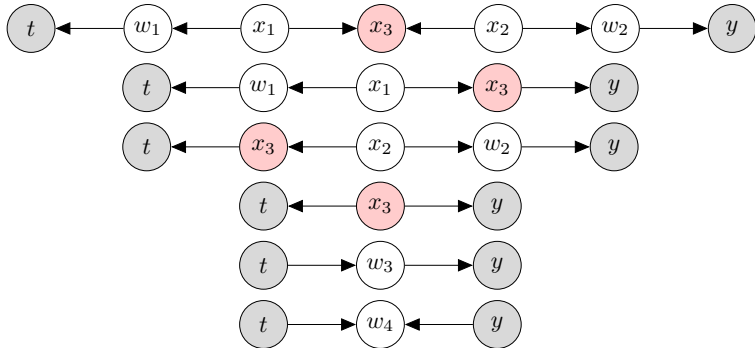 t w₁ x₁ x₃ x₂ w₂ y
t w₁ x₁ x₃ y
t x₃ x₂ w₂ y
t x₃ y
t w₃ y
t w₄ y